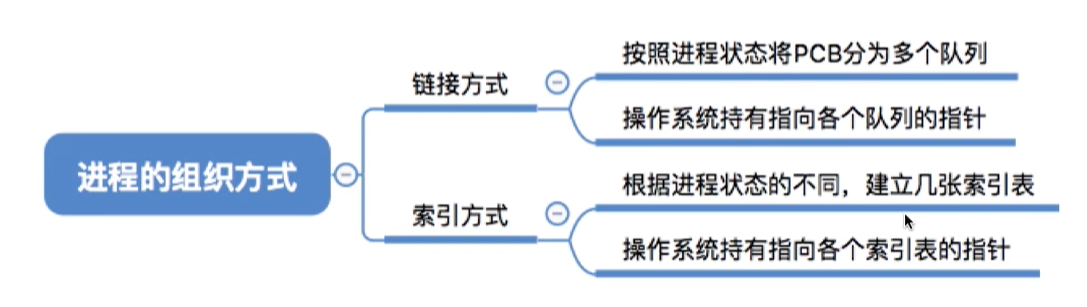 进程的组织方式
链接方式
按照进程状态将PCB分为多个队列
操作系统持有指向各个队列的指针
索引方式
根据进程状态的不同，建立几张索引表
操作系统持有指向各个索引表的指针